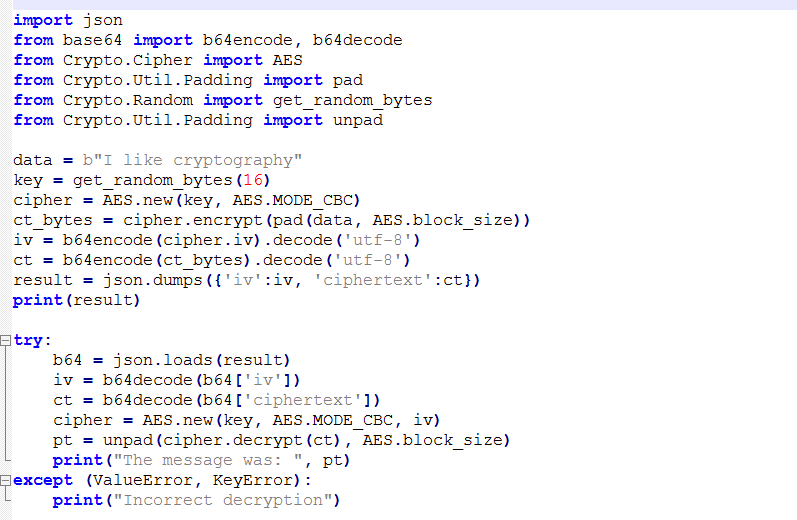 import json
from base64 import b64encode, b64decode
from Crypto.Cipher import AES
from Crypto.Util.Padding import pad
from Crypto.Random import get_random_bytes
from Crypto.Util.Padding import unpad

data = b"I like cryptography"
key = get_random_bytes(16)
cipher = AES.new(key, AES.MODE_CBC)
ct_bytes = cipher.encrypt(pad(data, AES.block_size))
iv = b64encode(cipher.iv).decode('utf-8')
ct = b64encode(ct_bytes).decode('utf-8')
result = json.dumps({'iv':iv, 'ciphertext':ct})
print(result)

try:
    b64 = json.loads(result)
    iv = b64decode(b64['iv'])
    ct = b64decode(b64['ciphertext'])
    cipher = AES.new(key, AES.MODE_CBC, iv)
    pt = unpad(cipher.decrypt(ct), AES.block_size)
    print("The message was: ", pt)
except (ValueError, KeyError):
    print("Incorrect decryption")